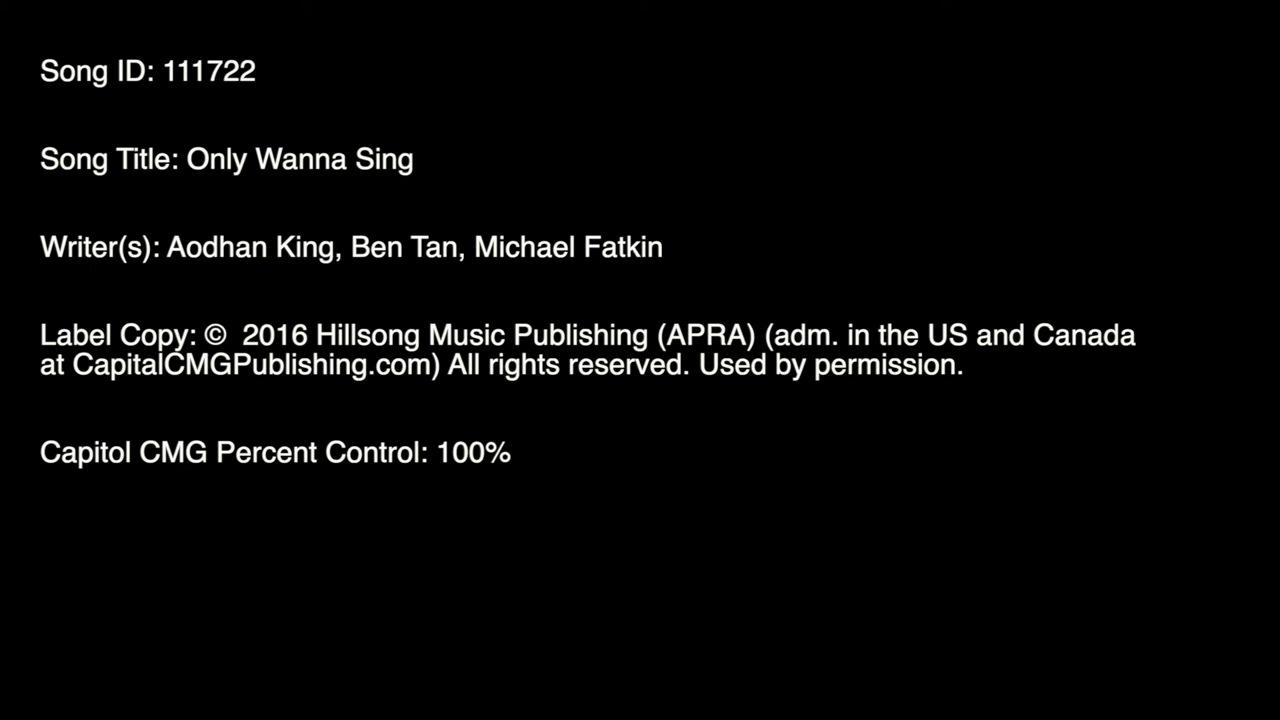 Song ID: 111722
Song Title: Only Wanna Sing
Writer(s): Aodhan King, Ben Tan, Michael Fatkin
Label Copy: ©  2016 Hillsong Music Publishing (APRA) (adm. in the US and Canada
at CapitalCMGPublishing.com) All rights reserved. Used by permission.
Capitol CMG Percent Control: 100%